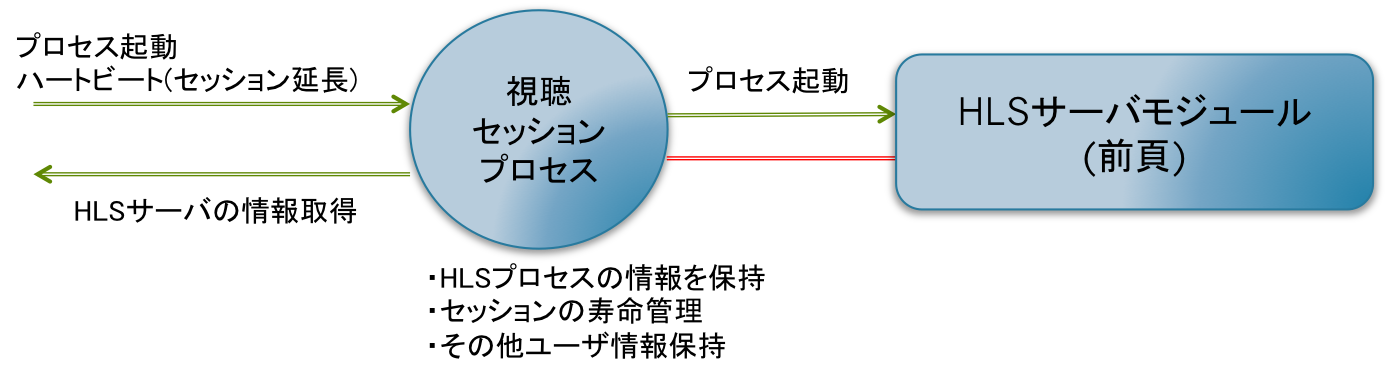 プロセス起動
ハートビート(セッション延長)
HLSサーバの情報取得
視聴
セッション
プロセス
プロセス起動
HLSサーバモジュール
(前頁)
・HLSプロセスの情報を保持
・セッションの寿命管理
・その他ユーザ情報保持